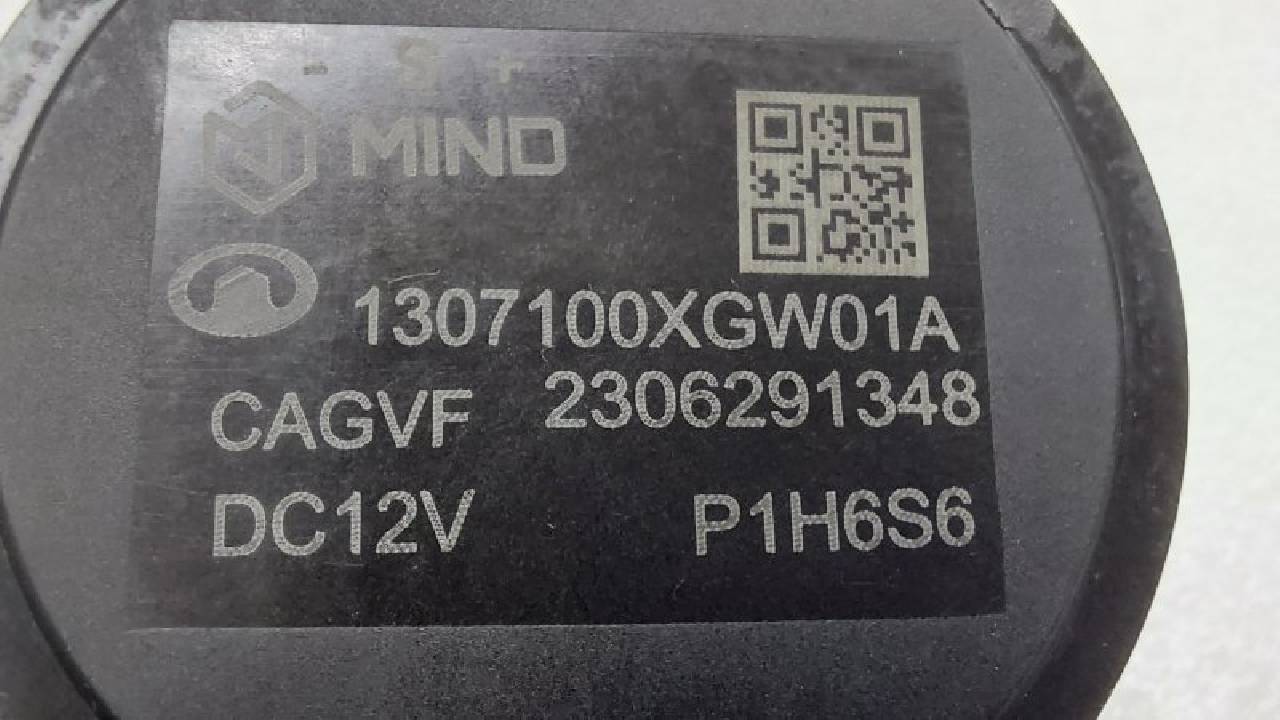 - S +
MIND
1307100XGW01A
CAGVF 2306291348
DC12V P1H6S6